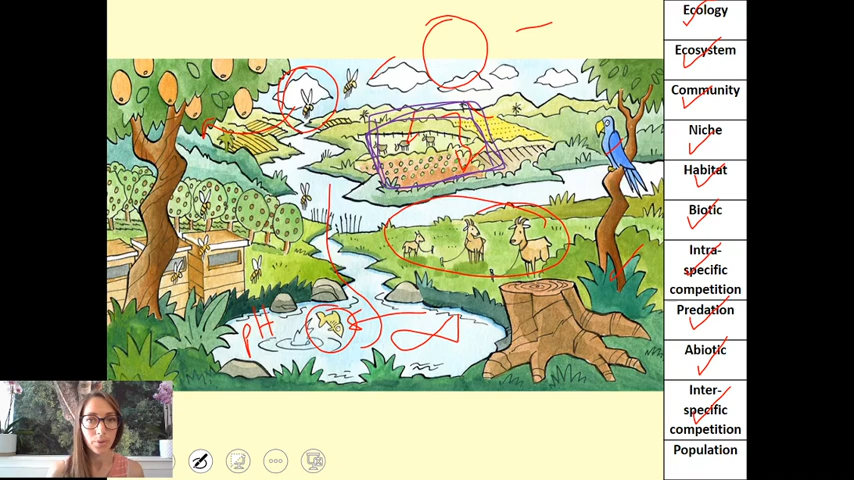 Ecology
Ecosystem
Community
Niche
Habitat
Biotic
Intra-
specific
competition
Predation
Abiotic
Inter-
specific
competition
Population
pH